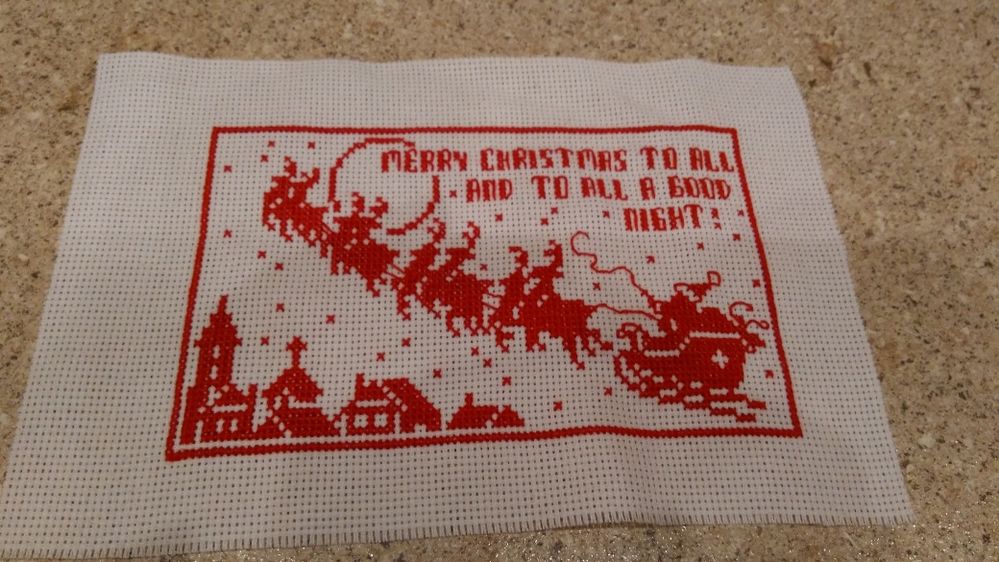 MERRY CHRISTMAS TO ALL
AND TO ALL A GOOD
NIGHT!